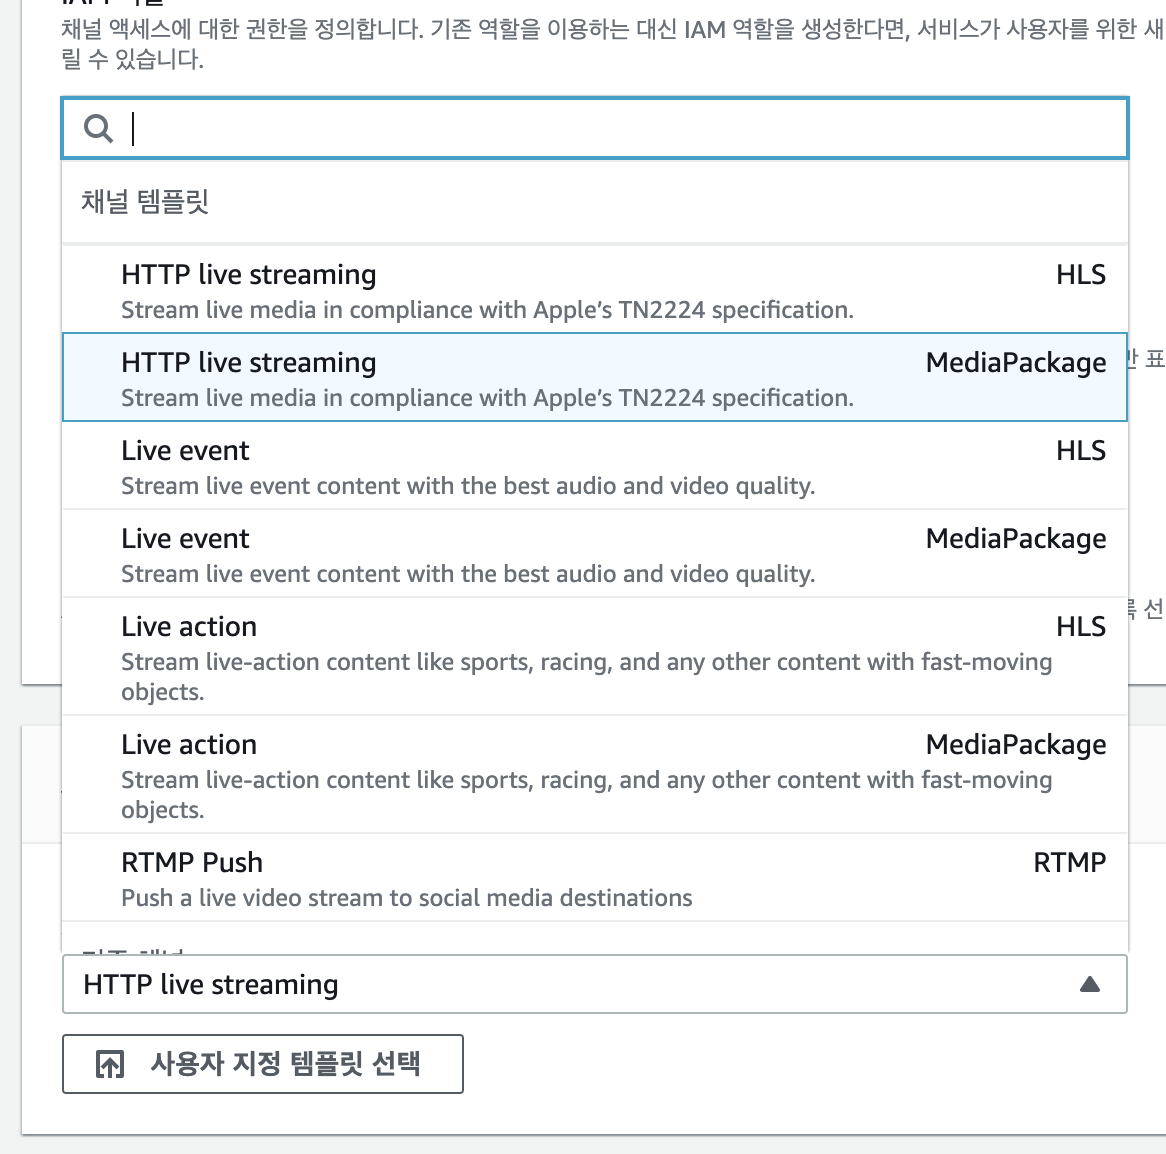 채널 액세스에 대한 권한을 정의합니다. 기존 역할을 이용하는 대신 IAM 역할을 생성한다면, 서비스가 사용자를 위한 새
릴 수 있습니다.
채널 템플릿
HTTP live streaming HLS
Stream live media in compliance with Apple’s TN2224 specification.
HTTP live streaming MediaPackage
Stream live media in compliance with Apple’s TN2224 specification.
Live event HLS
Stream live event content with the best audio and video quality.
Live event MediaPackage
Stream live event content with the best audio and video quality.
Live action HLS
Stream live-action content like sports, racing, and any other content with fast-moving
objects.
Live action MediaPackage
Stream live-action content like sports, racing, and any other content with fast-moving
objects.
RTMP Push RTMP
Push a live video stream to social media destinations
HTTP live streaming
사용자 지정 템플릿 선택